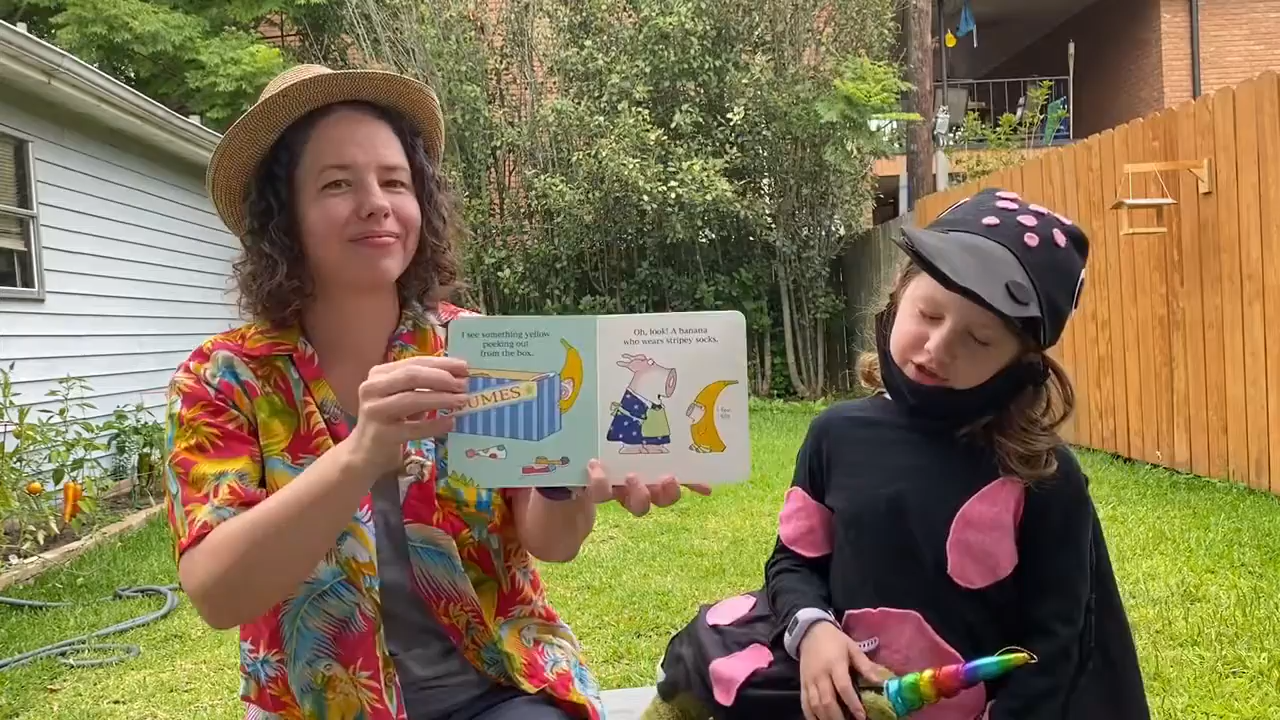 I see something yellow
peeking out
from the box.
UMES
Oh, look! A banana
who wears stripey socks.